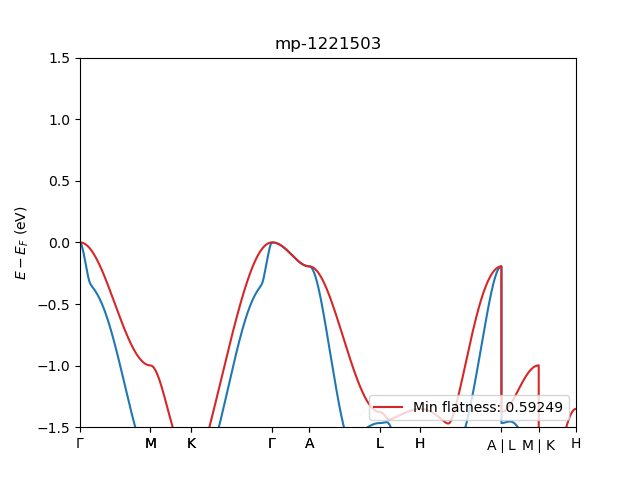 mp-1221503
E − E_F (eV)
1.5
1.0
0.5
0.0
−0.5
−1.0
−1.5
Min flatness: 0.59249
Γ M K Γ A L H A | L M | K H